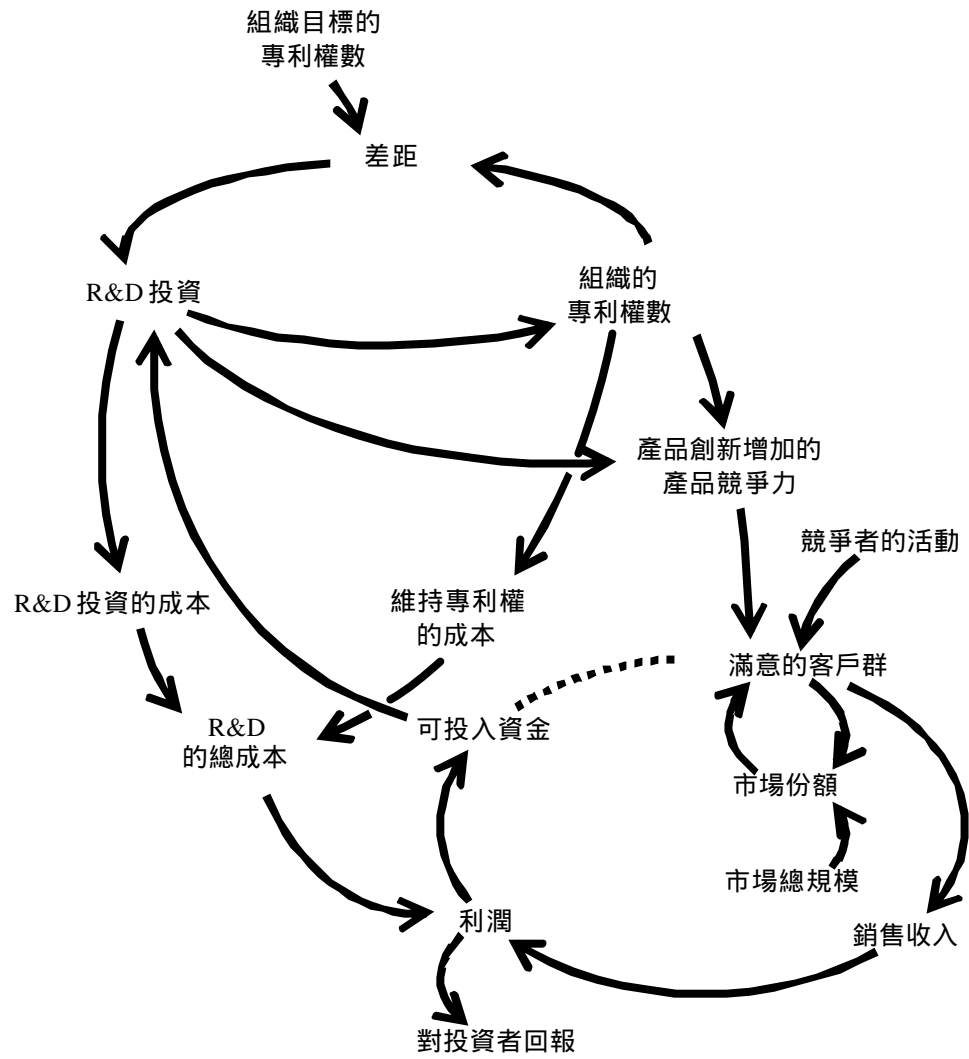 組織目標的
專利權數
差距
R&D 投資
組織的
專利權數
產品創新增加的
產品競爭力
競爭者的活動
R&D 投資的成本
維持專利權
的成本
滿意的客戶群
R&D
的總成本
可投入資金
市場份額
市場總規模
利潤
銷售收入
對投資者回報